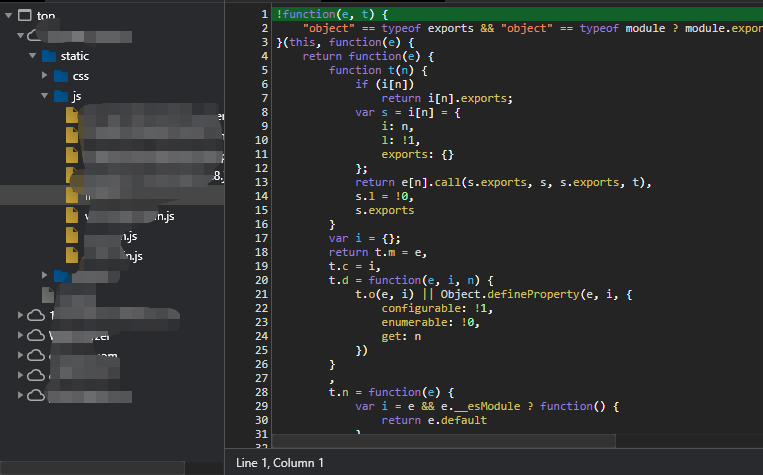 top
static
css
js
8.
v
n.js
m.js
n.js
1
zer
om
1 !function(e, t) {
2 "object" == typeof exports && "object" == typeof module ? module.expor
3 }(this, function(e) {
4 return function(e) {
5 function t(n) {
6 if (i[n])
7 return i[n].exports;
8 var s = i[n] = {
9 i: n,
10 l: !1,
11 exports: {}
12 };
13 return e[n].call(s.exports, s, s.exports, t),
14 s.l = !0,
15 s.exports
16 }
17 var i = {};
18 return t.m = e,
19 t.c = i,
20 t.d = function(e, i, n) {
21 t.o(e, i) || Object.defineProperty(e, i, {
22 configurable: !1,
23 enumerable: !0,
24 get: n
25 })
26 }
27 ,
28 t.n = function(e) {
29 var i = e && e.__esModule ? function() {
30 return e.default
31 }
Line 1, Column 1